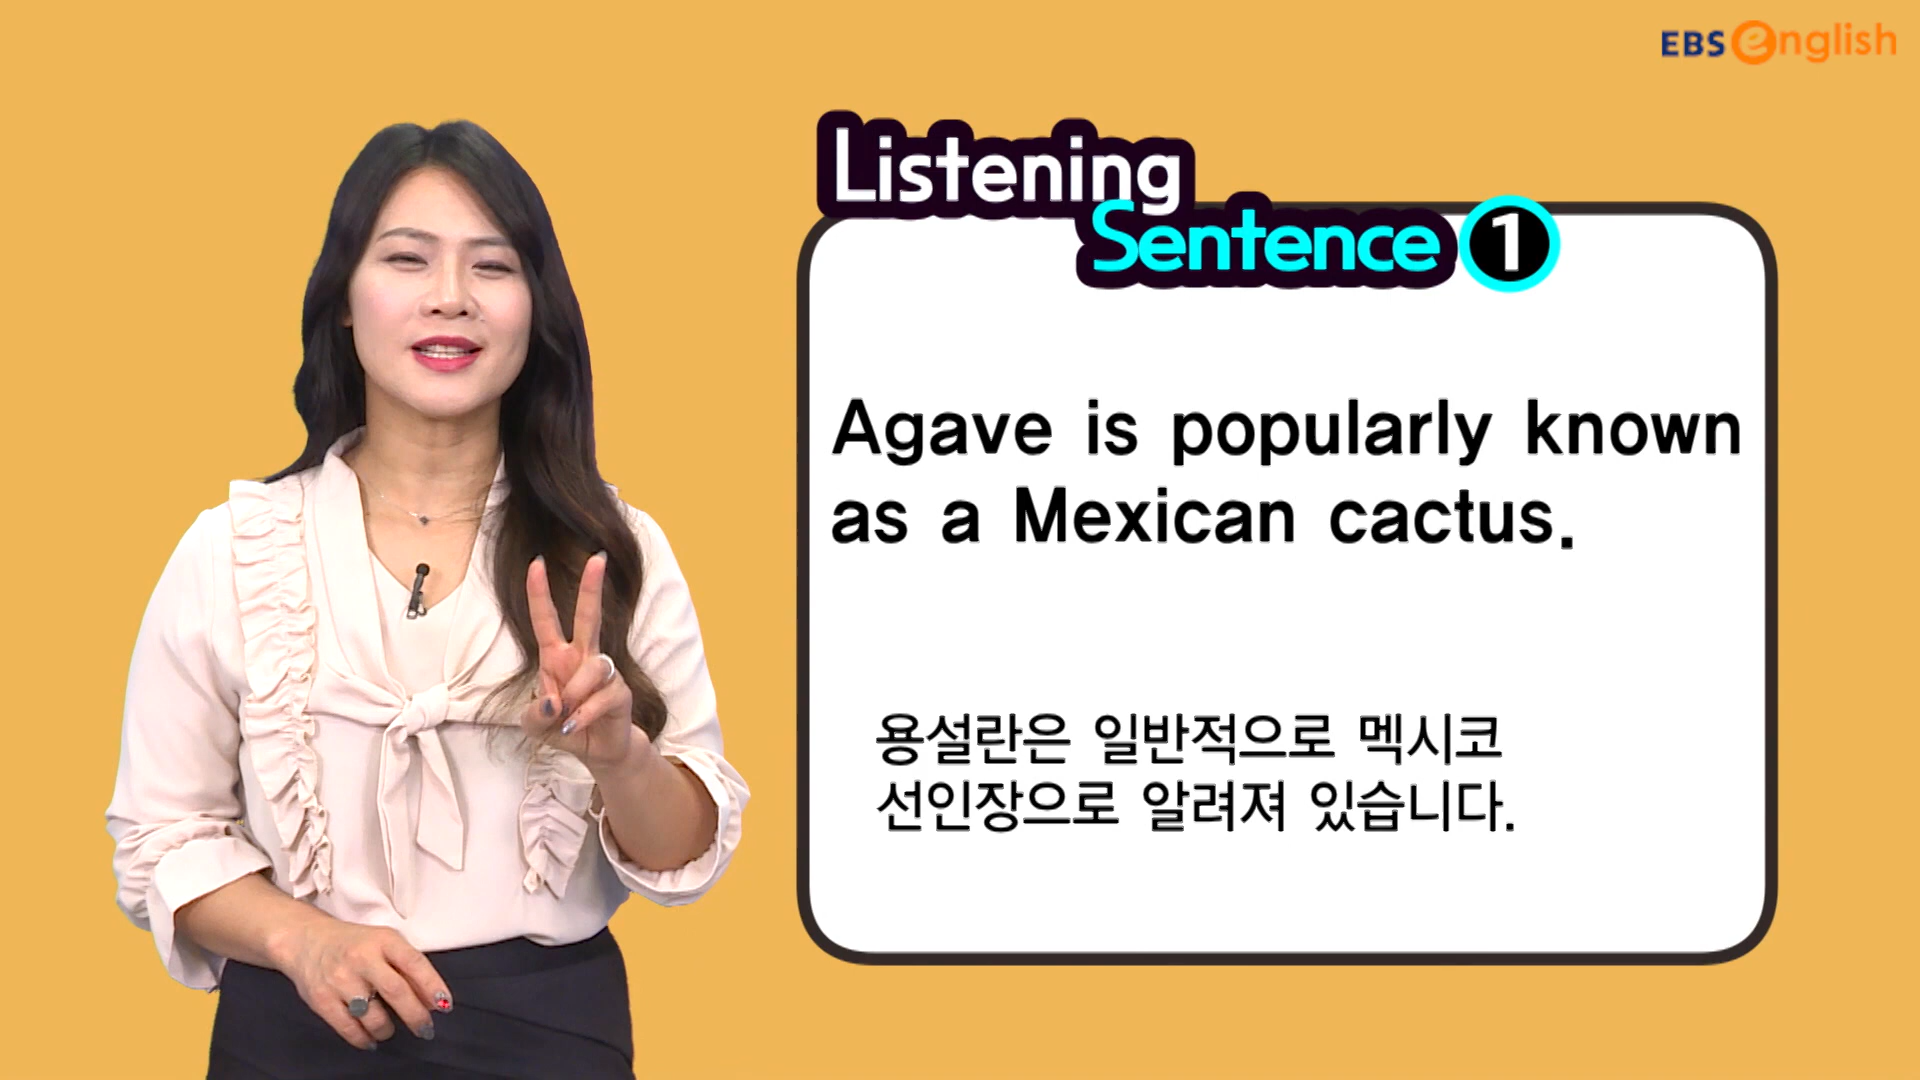 EBS english
Listening
Sentence 1
Agave is popularly known
as a Mexican cactus.
용설란은 일반적으로 멕시코
선인장으로 알려져 있습니다.